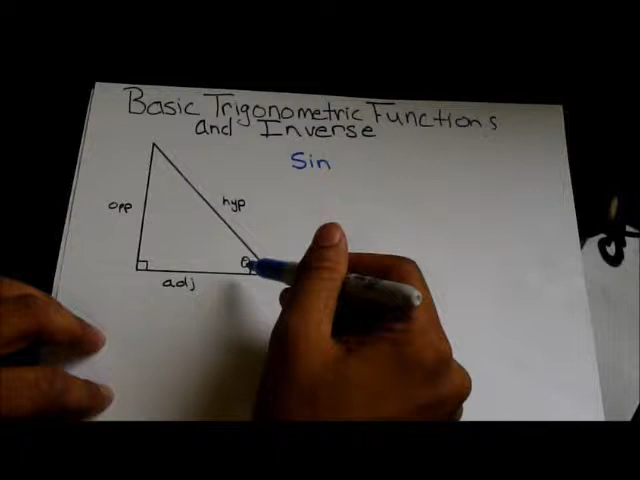 Basic Trigonometric Functions
and Inverse
Sin
opp
hyp
θ
adj